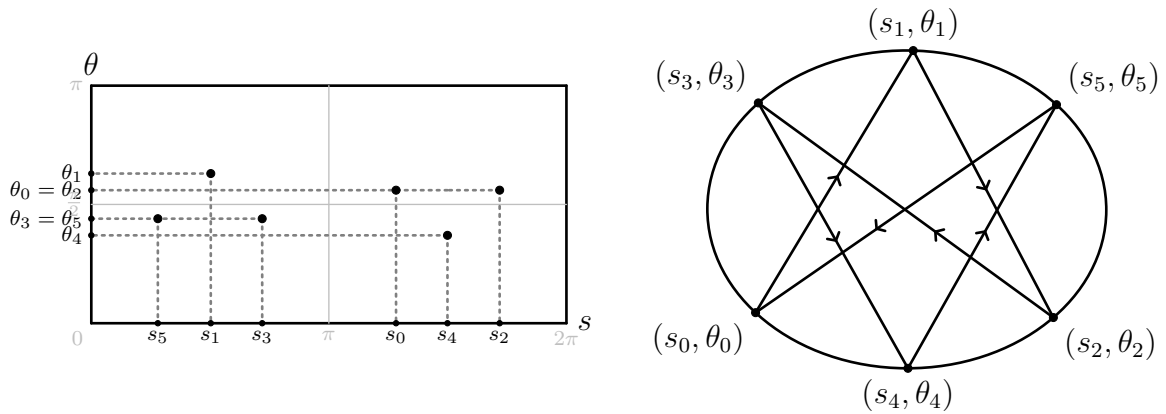 θ
π
θ₁
θ₀ = θ₂
π/2
θ₃ = θ₅
θ₄
0
s₅ s₁ s₃ π s₀ s₄ s₂ 2π s
(s₁, θ₁)
(s₃, θ₃) (s₅, θ₅)
(s₀, θ₀) (s₂, θ₂)
(s₄, θ₄)